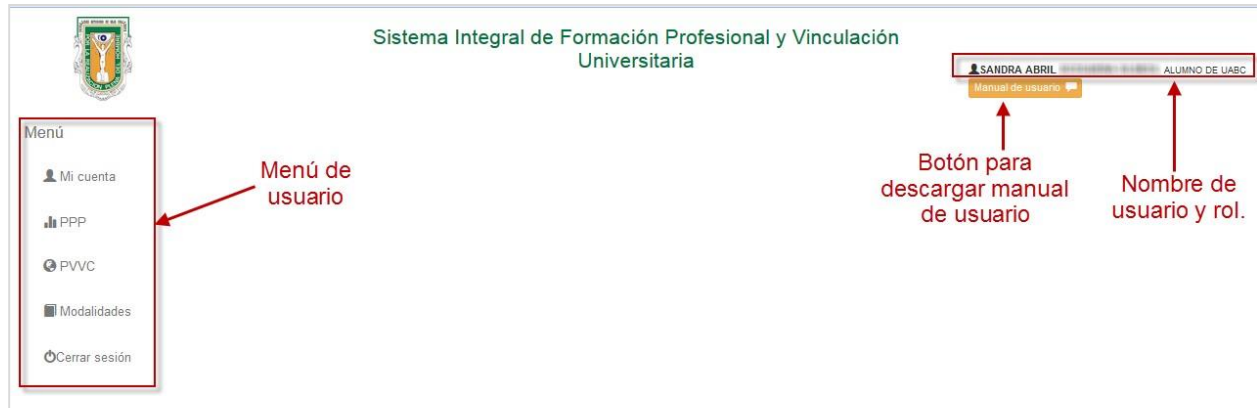 Sistema Integral de Formación Profesional y Vinculación
Universitaria
SANDRA ABRIL ALUMNO DE UABC
Manual de usuario
Menú
Mi cuenta
PPP
PVVC
Modalidades
Cerrar sesión
Menú de
usuario
Botón para
descargar manual
de usuario
Nombre de
usuario y rol.